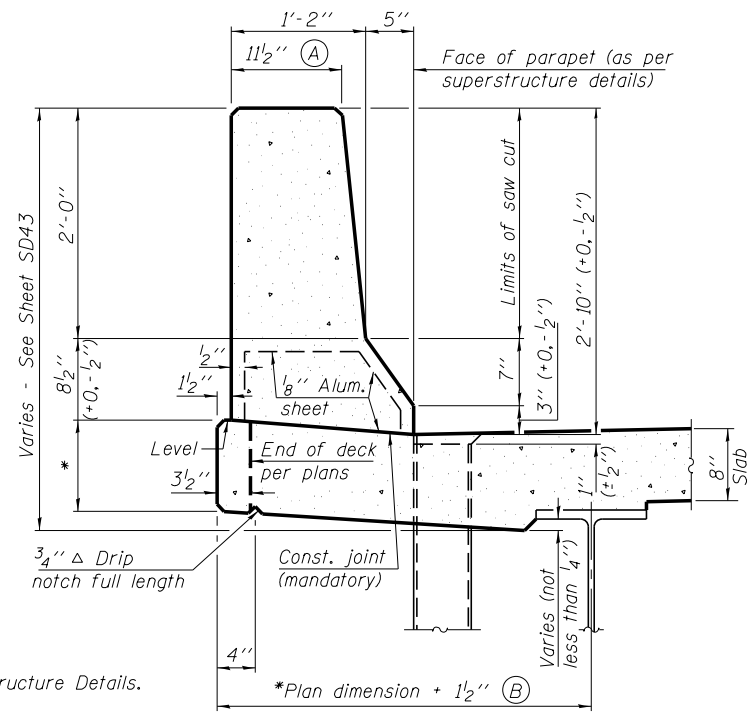 1'-2"
5"
11½" Ⓐ
Face of parapet (as per
superstructure details)
Varies - See Sheet SD43
2'-0"
Limits of saw cut
2'-10" (+0,-½")
8½"
(+0,-½")
½"
1½"
⅛" Alum.
sheet
7"
3" (+0,-½")
Level
End of deck
per plans
*
3½"
1"
(±½")
8"
Slab
¾" Δ Drip
notch full length
Const. joint
(mandatory)
Varies (not
less than ¼")
4"
ructure Details.
*Plan dimension + 1½" Ⓑ